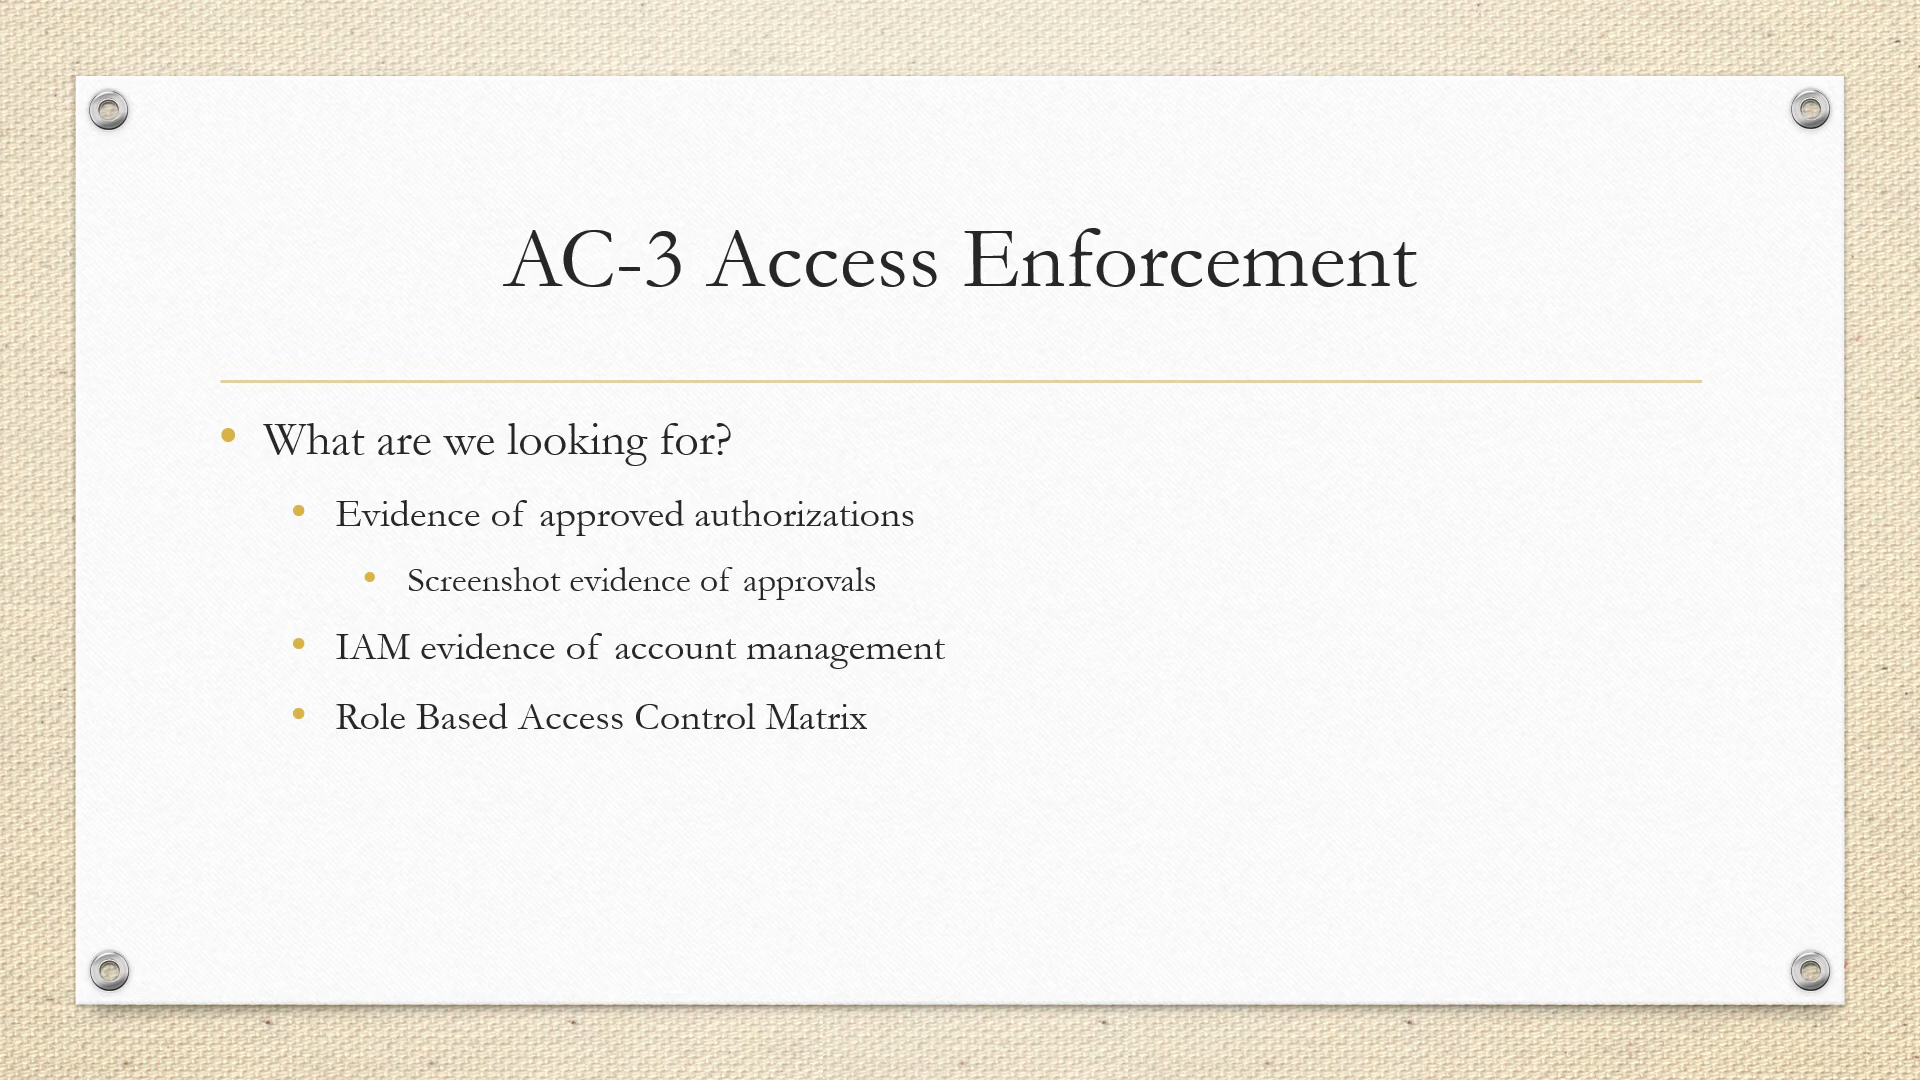 AC-3 Access Enforcement
What are we looking for?
Evidence of approved authorizations
Screenshot evidence of approvals
IAM evidence of account management
Role Based Access Control Matrix